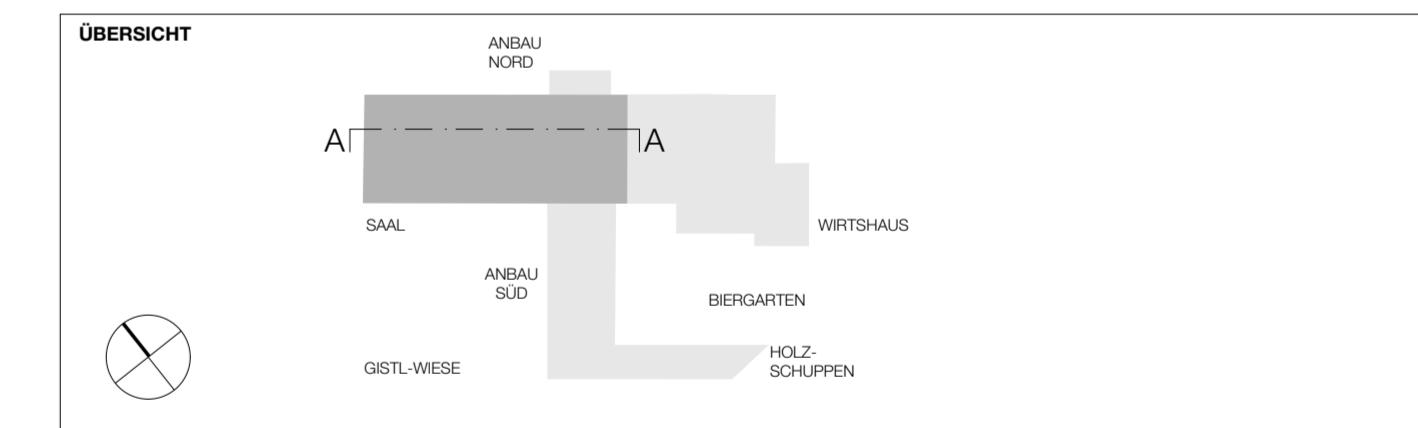 ÜBERSICHT
ANBAU
NORD
A
A
SAAL
WIRTSHAUS
ANBAU
SÜD
BIERGARTEN
GISTL-WIESE
HOLZ-
SCHUPPEN